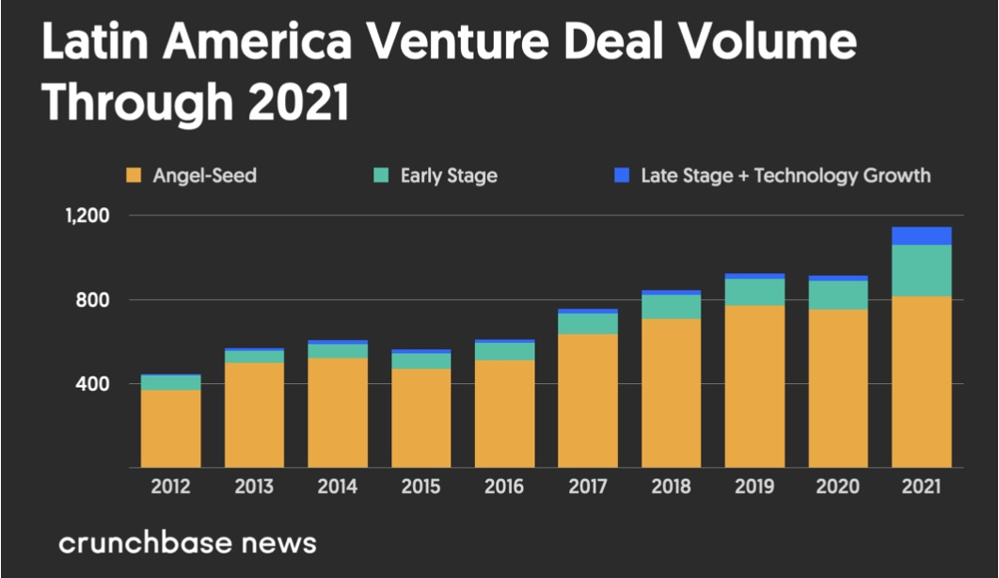 Latin America Venture Deal Volume
Through 2021
Angel-Seed Early Stage Late Stage + Technology Growth
1,200
800
400
2012 2013 2014 2015 2016 2017 2018 2019 2020 2021
crunchbase news